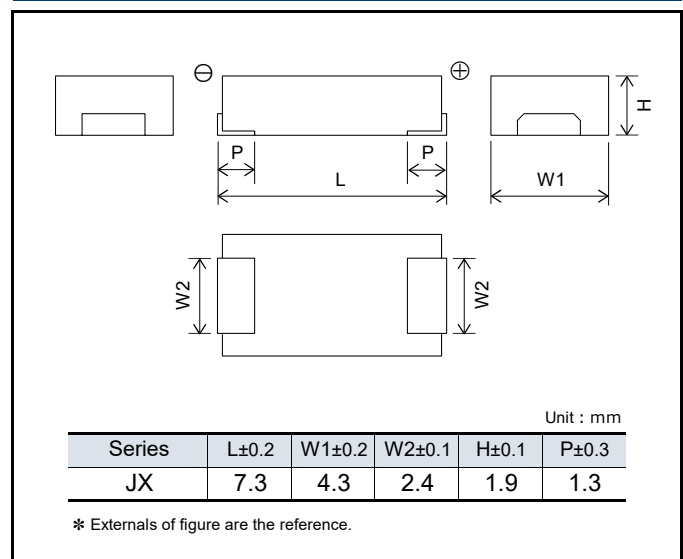 ⊖ ⊕
H
P P
L W1
W2 W2
Unit：mm
Series L±0.2 W1±0.2 W2±0.1 H±0.1 P±0.3
JX 7.3 4.3 2.4 1.9 1.3
✻ Externals of figure are the reference.